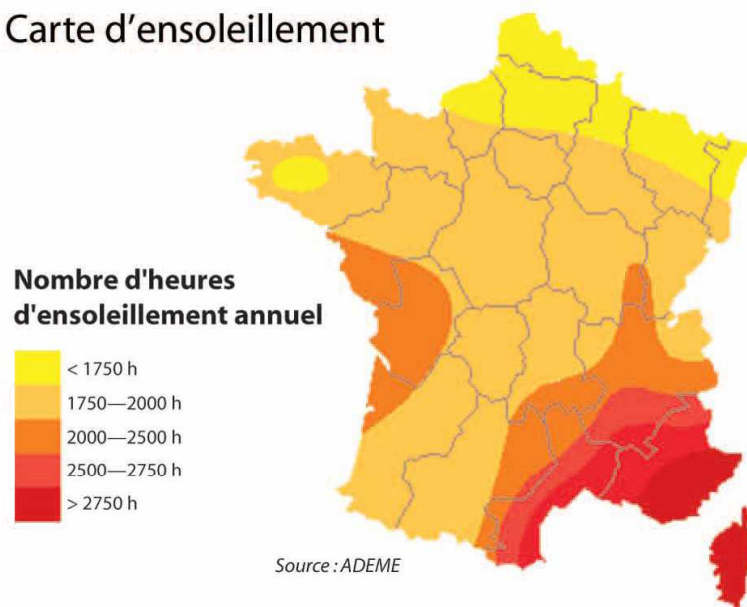 Carte d’ensoleillement
Nombre d'heures
d'ensoleillement annuel
< 1750 h
1750—2000 h
2000—2500 h
2500—2750 h
> 2750 h
Source : ADEME